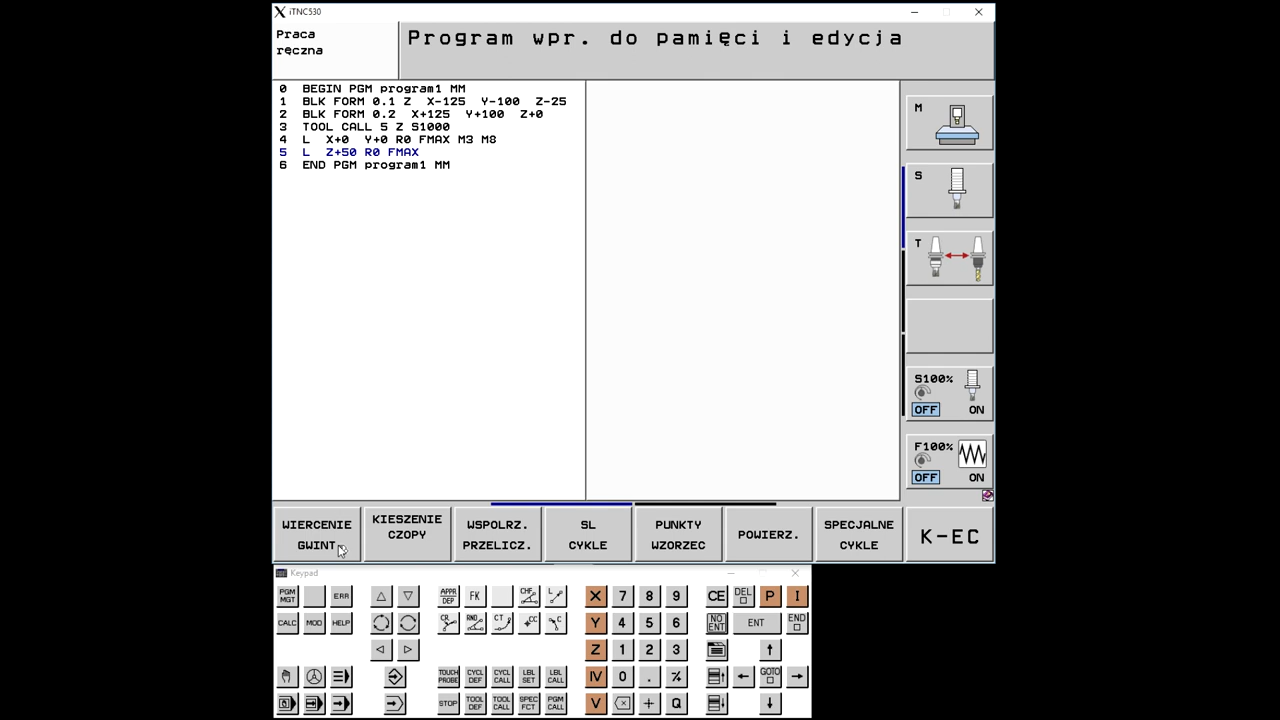 iTNC530
Praca
ręczna
Program wpr. do pamięci i edycja
0 BEGIN PGM program1 MM
1 BLK FORM 0.1 Z X-125 Y-100 Z-25
2 BLK FORM 0.2 X+125 Y+100 Z+0
3 TOOL CALL 5 Z S1000
4 L X+0 Y+0 R0 FMAX M3 M8
5 L Z+50 R0 FMAX
6 END PGM program1 MM
M
S
T
S100%
OFF ON
F100%
OFF ON
WIERCENIE
GWINT
KIESZENIE
CZOPY
WSPOLRZ.
PRZELICZ.
SL
CYKLE
PUNKTY
WZORZEC
POWIERZ.
SPECJALNE
CYKLE
K-EC
Keypad
PGM MGT ERR APPR DEP FK CHF L X 7 8 9 CE DEL P I
CALC MOD HELP CR RND CT CC C Y 4 5 6 NO ENT ENT END
Z 1 2 3
TOUCH PROBE CYCL DEF CYCL CALL LBL SET LBL CALL IV 0 . GOTO
STOP TOOL DEF TOOL CALL SPEC FCT PGM CALL V + Q